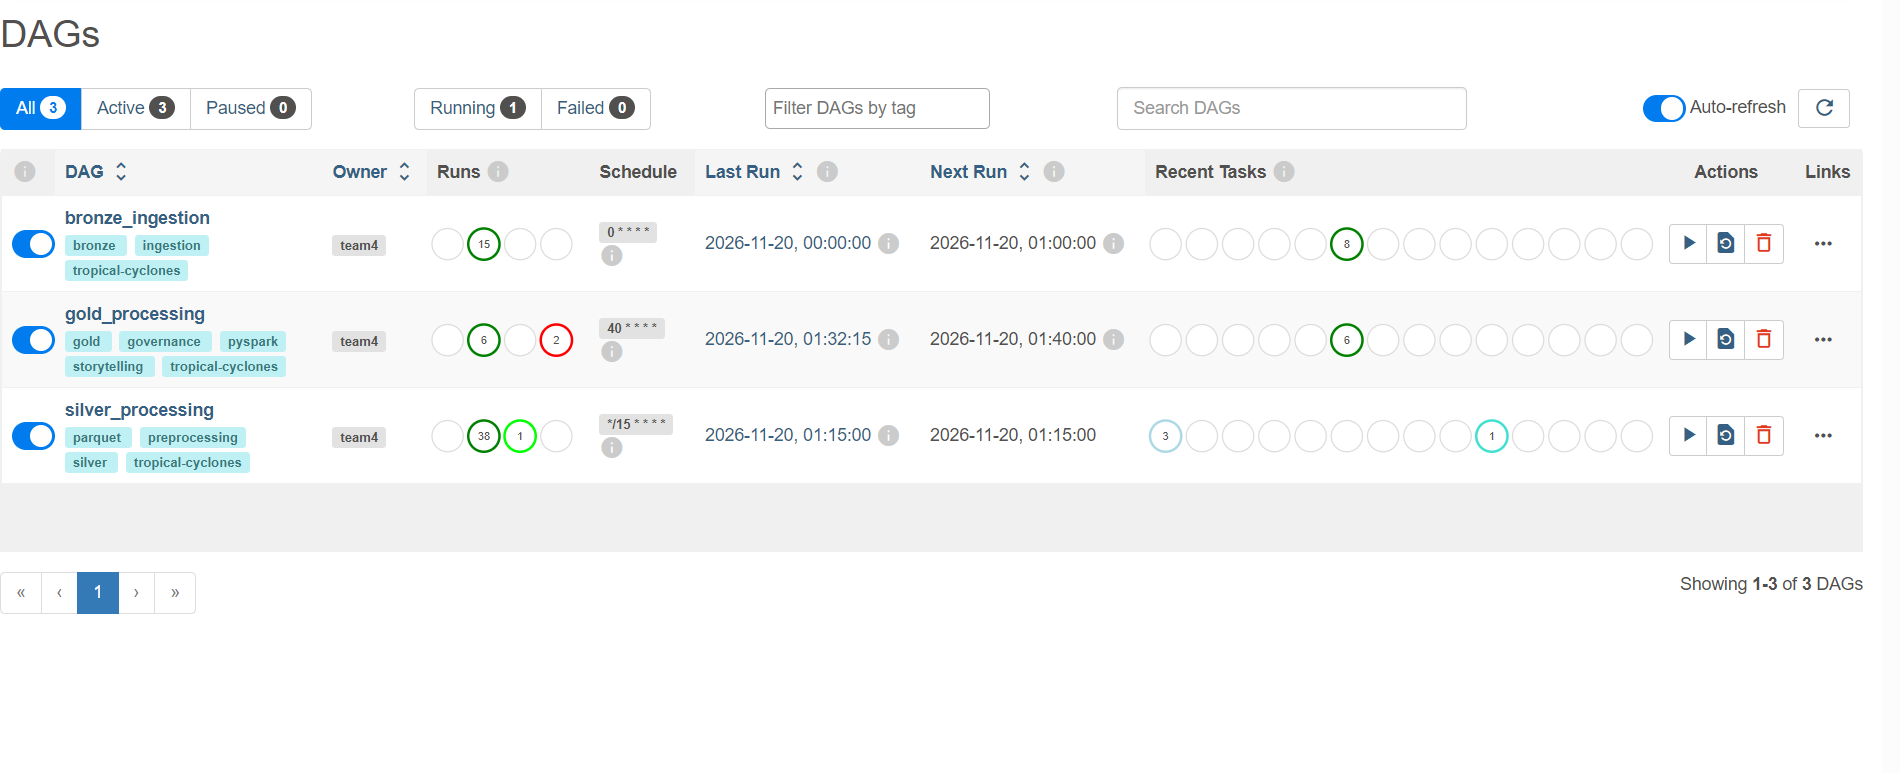 DAGs
All 3 Active 3 Paused 0 Running 1 Failed 0 Filter DAGs by tag Search DAGs Auto-refresh
i DAG Owner Runs i Schedule Last Run i Next Run i Recent Tasks i Actions Links
bronze_ingestion
bronze ingestion
tropical-cyclones
team4
15
0 * * * *
i
2026-11-20, 00:00:00 i
2026-11-20, 01:00:00 i
8
gold_processing
gold governance pyspark
storytelling tropical-cyclones
team4
6 2
40 * * * *
i
2026-11-20, 01:32:15 i
2026-11-20, 01:40:00 i
6
silver_processing
parquet preprocessing
silver tropical-cyclones
team4
38 1
*/15 * * * *
i
2026-11-20, 01:15:00 i
2026-11-20, 01:15:00
3 1
« ‹ 1 › »
Showing 1-3 of 3 DAGs